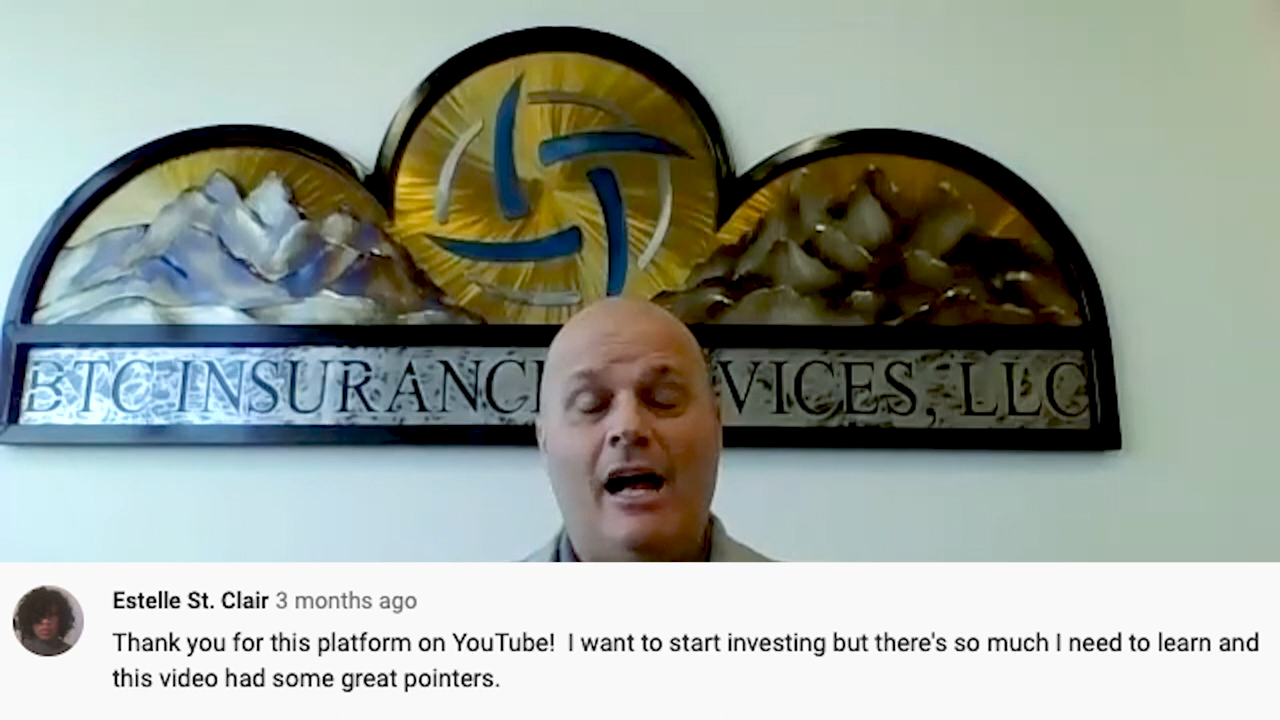 BTC INSURANC VICES, LLC
Estelle St. Clair 3 months ago
Thank you for this platform on YouTube!  I want to start investing but there's so much I need to learn and
this video had some great pointers.